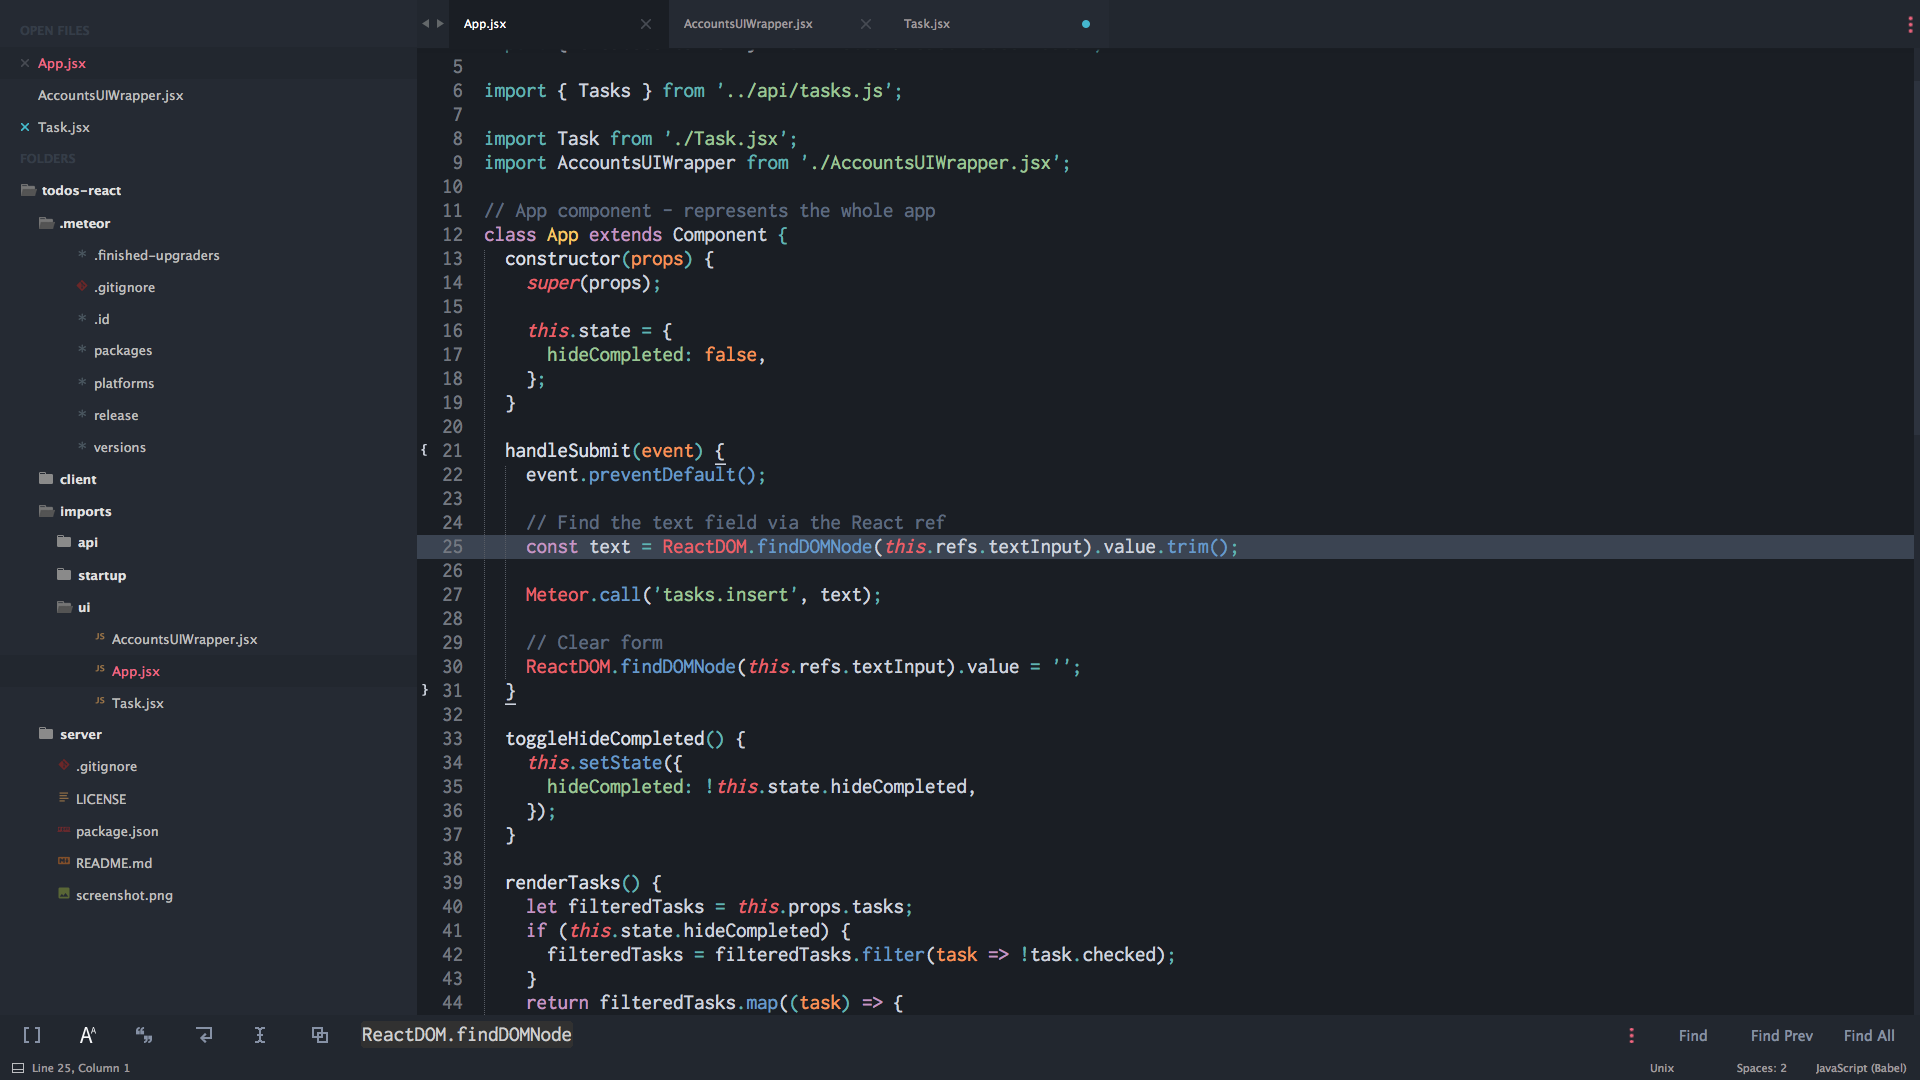 OPEN FILES
App.jsx
AccountsUIWrapper.jsx
Task.jsx
FOLDERS
todos-react
.meteor
.finished-upgraders
.gitignore
.id
packages
platforms
release
versions
client
imports
api
startup
ui
JS AccountsUIWrapper.jsx
JS App.jsx
JS Task.jsx
server
.gitignore
LICENSE
package.json
README.md
screenshot.png
App.jsx AccountsUIWrapper.jsx Task.jsx
5
6 import { Tasks } from '../api/tasks.js';
7
8 import Task from './Task.jsx';
9 import AccountsUIWrapper from './AccountsUIWrapper.jsx';
10
11 // App component - represents the whole app
12 class App extends Component {
13 constructor(props) {
14 super(props);
15
16 this.state = {
17 hideCompleted: false,
18 };
19 }
20
{ 21 handleSubmit(event) {
22 event.preventDefault();
23
24 // Find the text field via the React ref
25 const text = ReactDOM.findDOMNode(this.refs.textInput).value.trim();
26
27 Meteor.call('tasks.insert', text);
28
29 // Clear form
30 ReactDOM.findDOMNode(this.refs.textInput).value = '';
} 31 }
32
33 toggleHideCompleted() {
34 this.setState({
35 hideCompleted: !this.state.hideCompleted,
36 });
37 }
38
39 renderTasks() {
40 let filteredTasks = this.props.tasks;
41 if (this.state.hideCompleted) {
42 filteredTasks = filteredTasks.filter(task => !task.checked);
43 }
44 return filteredTasks.map((task) => {
ReactDOM.findDOMNode
Find Find Prev Find All
Line 25, Column 1
Unix Spaces: 2 JavaScript (Babel)